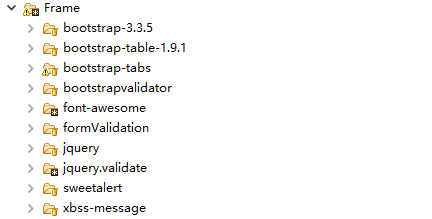 Frame
bootstrap-3.3.5
bootstrap-table-1.9.1
bootstrap-tabs
bootstrapvalidator
font-awesome
formValidation
jquery
jquery.validate
sweetalert
xbss-message